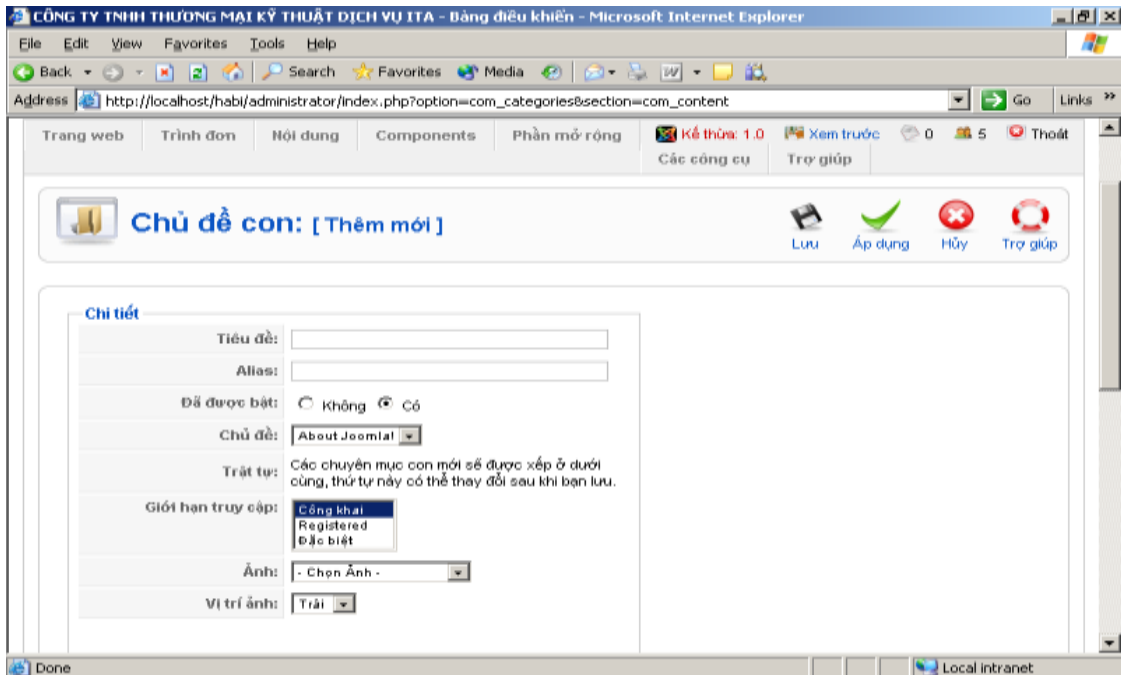 CÔNG TY TNHH THƯƠNG MẠI KỸ THUẬT DỊCH VỤ ITA - Bảng điều khiển - Microsoft Internet Explorer
File Edit View Favorites Tools Help
Back Search Favorites Media
Address http://localhost/habi/administrator/index.php?option=com_categories&section=com_content Go Links »
Trang web Trình đơn Nội dung Components Phần mở rộng Kế thừa: 1.0 Xem trước 0 5 Thoát
Các công cụ Trợ giúp
Chủ đề con: [ Thêm mới ]
Lưu Áp dụng Hủy Trợ giúp
Chi tiết
Tiêu đề:
Alias:
Đã được bật: Không Có
Chủ đề: About Joomla!
Trật tự: Các chuyên mục con mới sẽ được xếp ở dưới
cùng, thứ tự này có thể thay đổi sau khi bạn lưu.
Giới hạn truy cập: Công khai
Registered
Đặc biệt
Ảnh: - Chọn Ảnh -
Vị trí ảnh: Trái
Done Local intranet